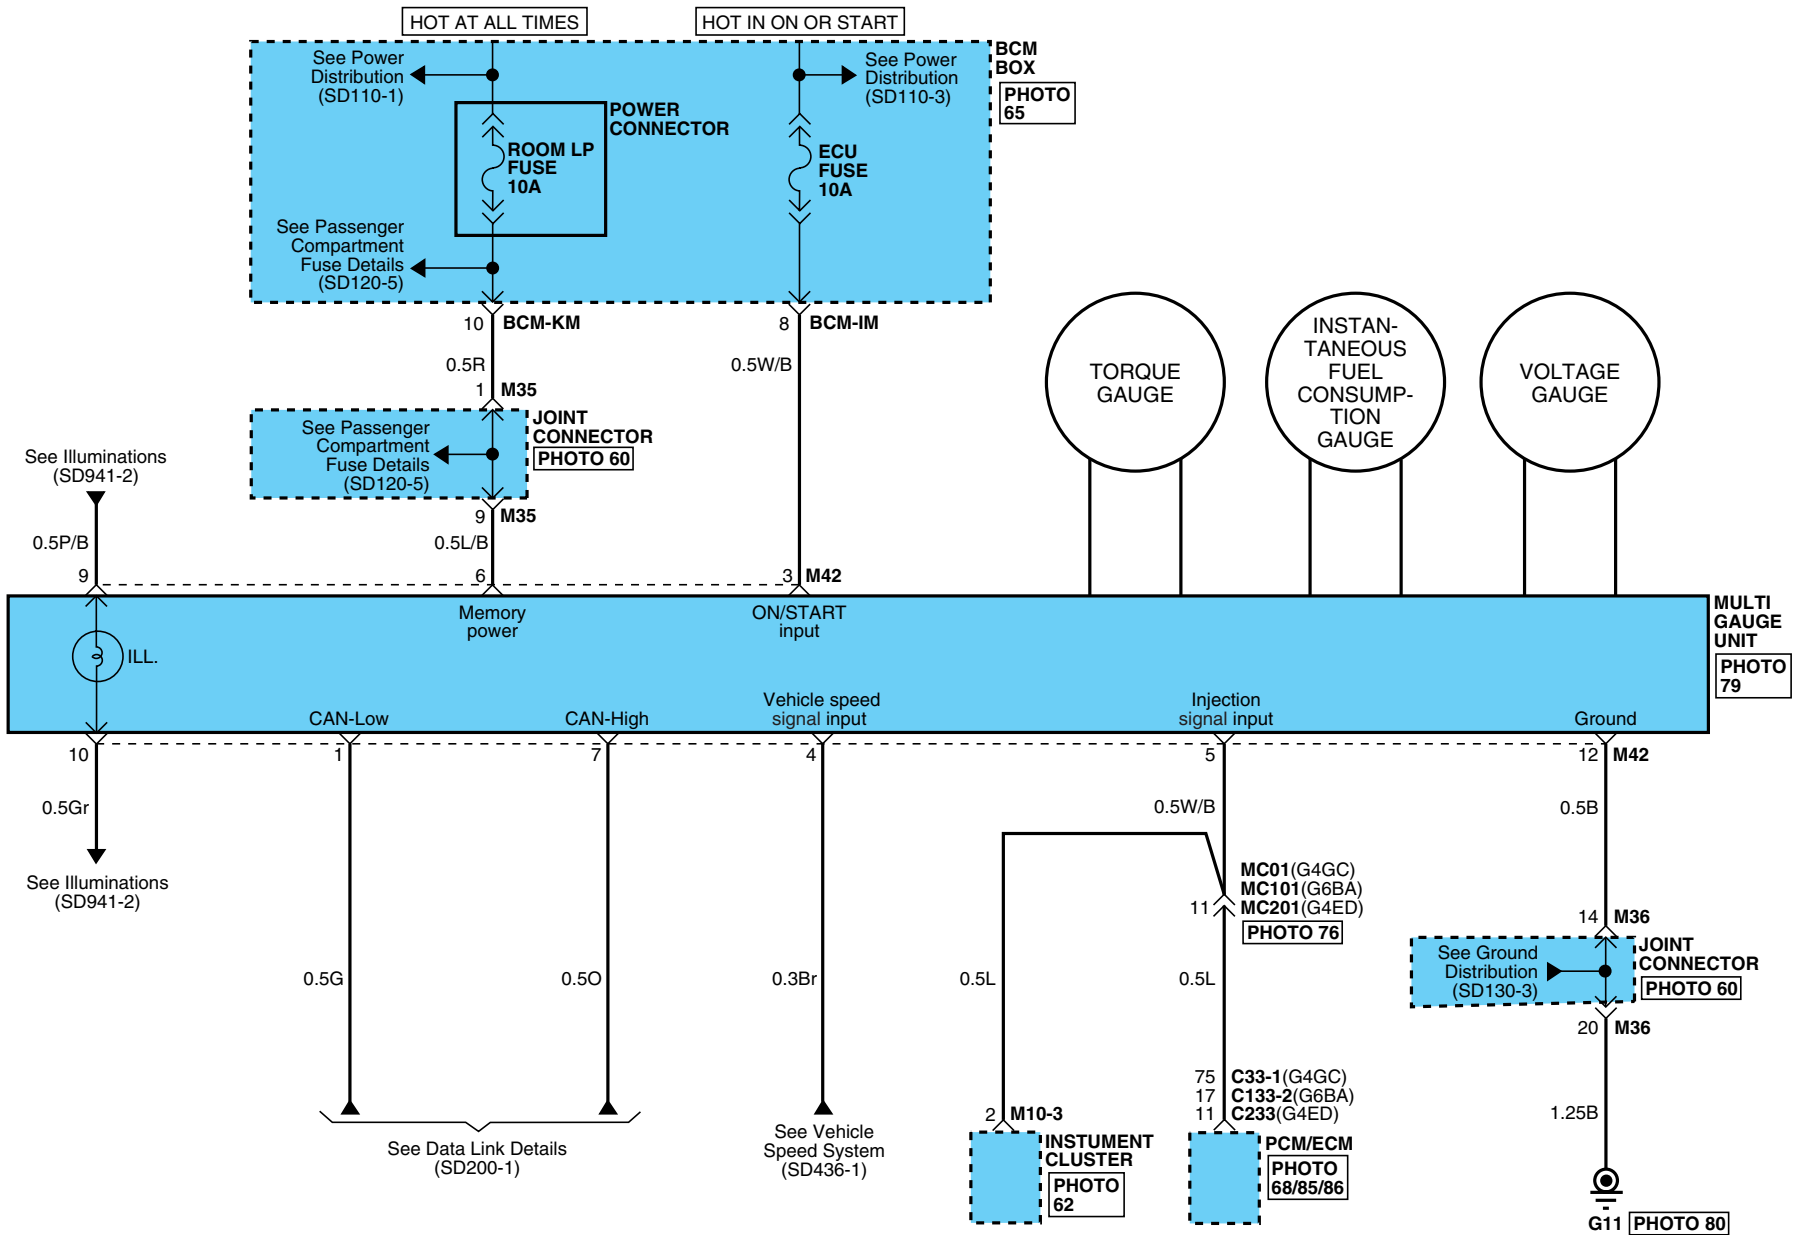 HOT AT ALL TIMES
HOT IN ON OR START
See Power
Distribution
(SD110-1)
See Power
Distribution
(SD110-3)
BCM
BOX
PHOTO
65
POWER
CONNECTOR
ROOM LP
FUSE
10A
ECU
FUSE
10A
See Passenger
Compartment
Fuse Details
(SD120-5)
10 BCM-KM
8 BCM-IM
0.5R
0.5W/B
1 M35
See Passenger
Compartment
Fuse Details
(SD120-5)
JOINT
CONNECTOR
PHOTO 60
9 M35
0.5L/B
See Illuminations
(SD941-2)
0.5P/B
TORQUE
GAUGE
INSTAN-
TANEOUS
FUEL
CONSUMP-
TION
GAUGE
VOLTAGE
GAUGE
9
6
3 M42
Memory
power
ON/START
input
MULTI
GAUGE
UNIT
PHOTO
79
ILL.
CAN-Low
CAN-High
Vehicle speed
signal input
Injection
signal input
Ground
10
1
7
4
5
12 M42
0.5Gr
0.5W/B
0.5B
See Illuminations
(SD941-2)
MC01(G4GC)
MC101(G6BA)
11 MC201(G4ED)
PHOTO 76
14 M36
See Ground
Distribution
(SD130-3)
JOINT
CONNECTOR
PHOTO 60
20 M36
0.5G
0.5O
0.3Br
0.5L
0.5L
75 C33-1(G4GC)
17 C133-2(G6BA)
11 C233(G4ED)
2 M10-3
1.25B
See Data Link Details
(SD200-1)
See Vehicle
Speed System
(SD436-1)
INSTUMENT
CLUSTER
PHOTO
62
PCM/ECM
PHOTO
68/85/86
G11 PHOTO 80